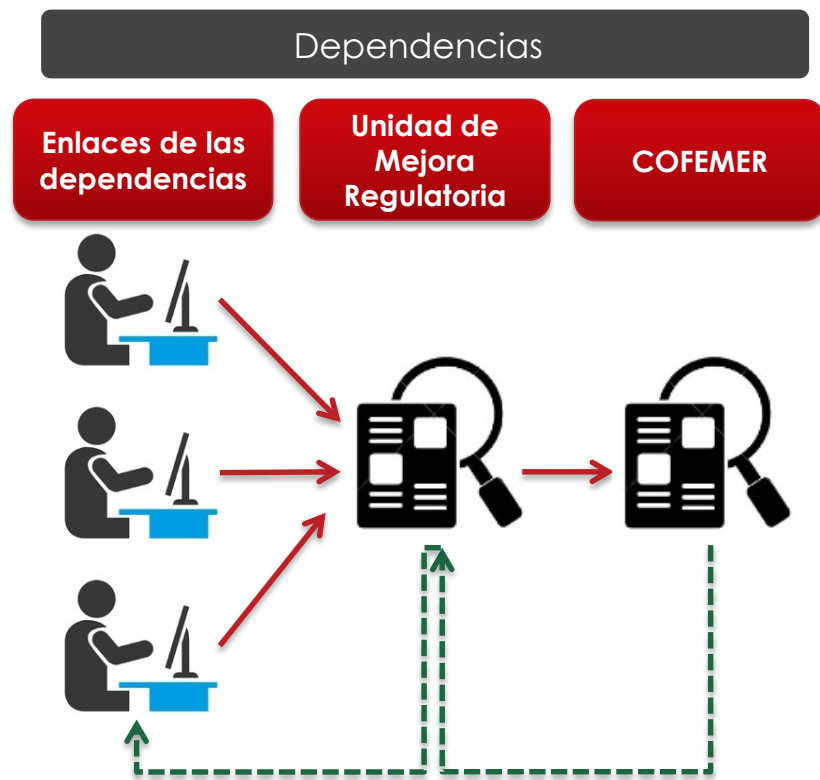 Dependencias
Enlaces de las
dependencias
Unidad de
Mejora
Regulatoria
COFEMER